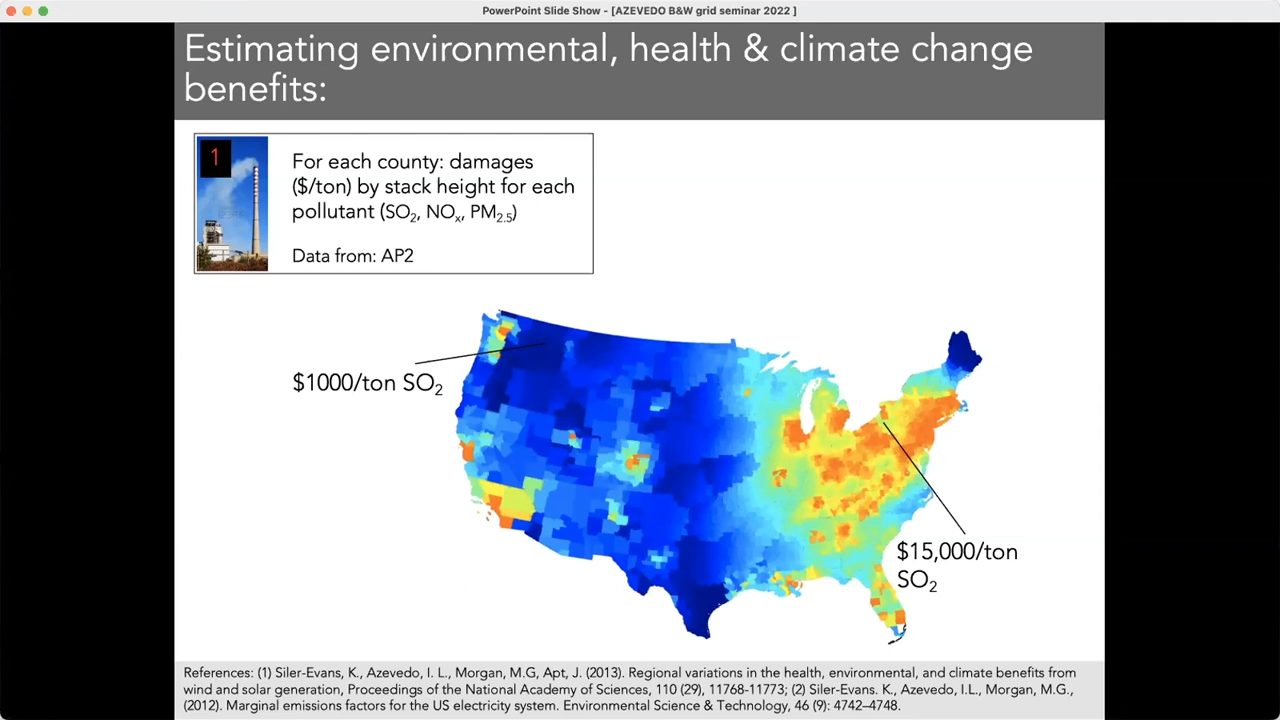 PowerPoint Slide Show - [AZEVEDO B&W grid seminar 2022 ]
Estimating environmental, health & climate change
benefits:
1
For each county: damages
($/ton) by stack height for each
pollutant (SO₂, NOₓ, PM₂.₅)
Data from: AP2
$1000/ton SO₂
$15,000/ton
SO₂
References: (1) Siler-Evans, K., Azevedo, I. L., Morgan, M.G, Apt, J. (2013). Regional variations in the health, environmental, and climate benefits from
wind and solar generation, Proceedings of the National Academy of Sciences, 110 (29), 11768-11773; (2) Siler-Evans. K., Azevedo, I.L., Morgan, M.G.,
(2012). Marginal emissions factors for the US electricity system. Environmental Science & Technology, 46 (9): 4742–4748.